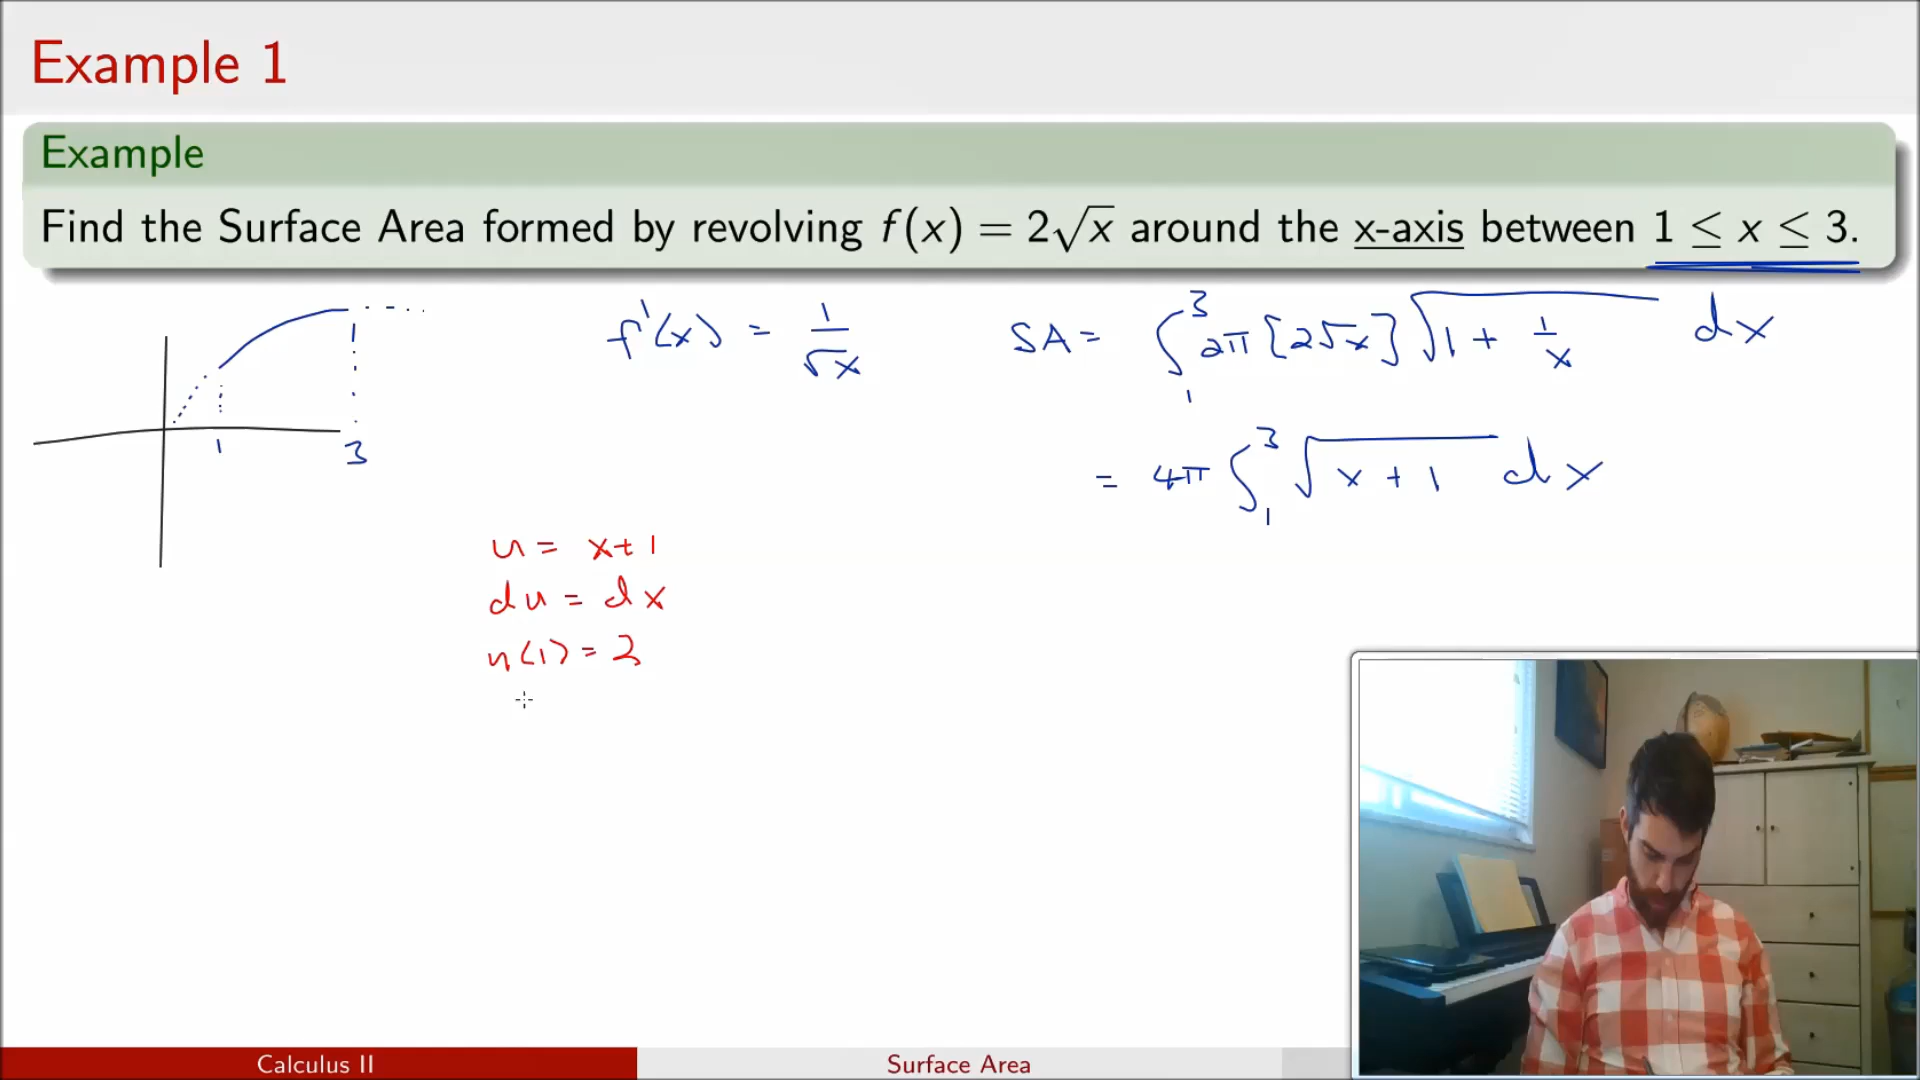 Example 1
Example
Find the Surface Area formed by revolving f(x) = 2√x around the x-axis between 1 ≤ x ≤ 3.
f'(x) = 1/√x
SA = ∫₁³ 2π[2√x] √(1 + 1/x) dx
= 4π ∫₁³ √(x + 1) dx
1 3
u = x+1
du = dx
u(1) = 2
Calculus II
Surface Area